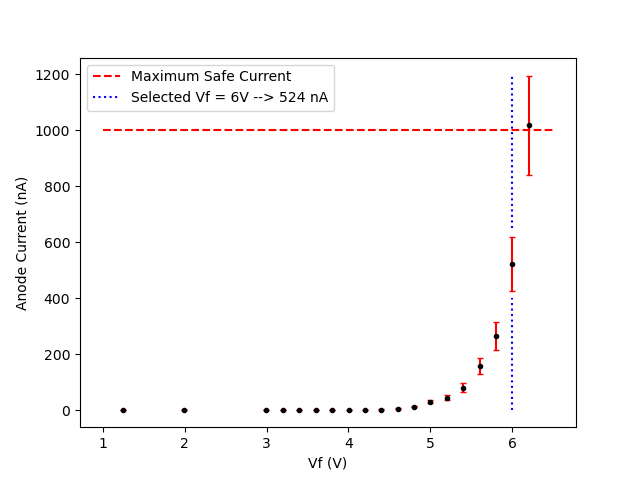 Maximum Safe Current
Selected Vf = 6V --> 524 nA
1200
1000
800
600
400
200
0
Anode Current (nA)
1 2 3 4 5 6
Vf (V)